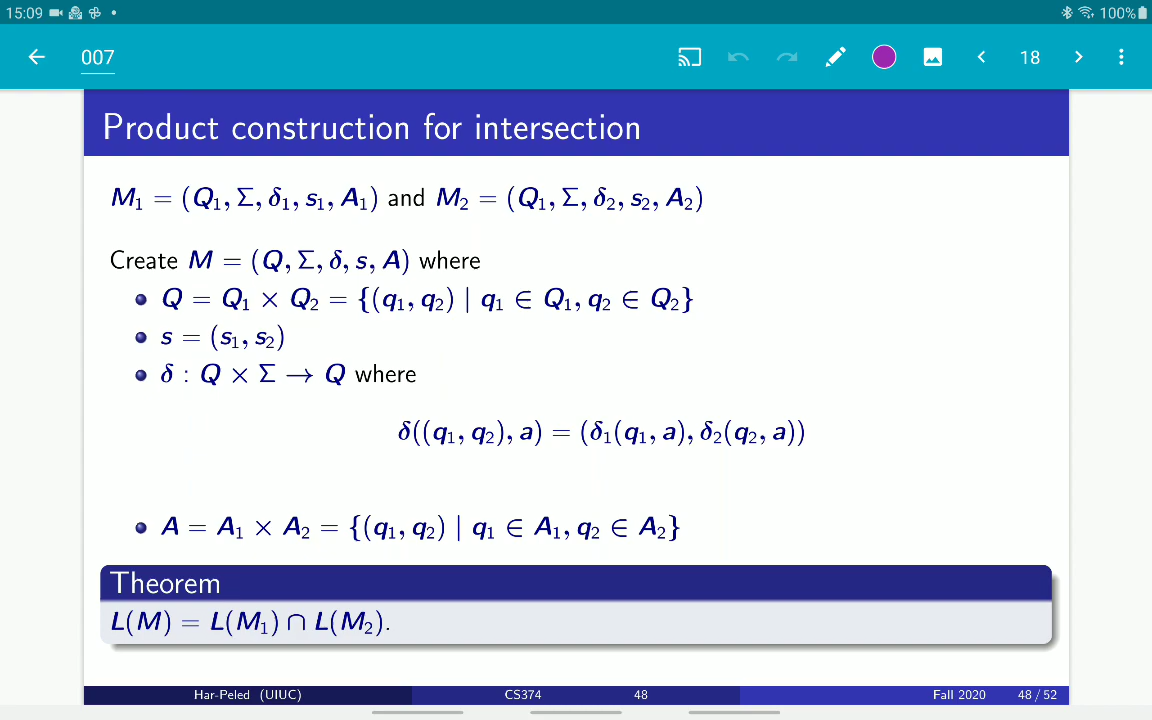 15:09 100%
007 18
Product construction for intersection
M₁ = (Q₁, Σ, δ₁, s₁, A₁) and M₂ = (Q₁, Σ, δ₂, s₂, A₂)
Create M = (Q, Σ, δ, s, A) where
Q = Q₁ × Q₂ = {(q₁, q₂) | q₁ ∈ Q₁, q₂ ∈ Q₂}
s = (s₁, s₂)
δ : Q × Σ → Q where
δ((q₁, q₂), a) = (δ₁(q₁, a), δ₂(q₂, a))
A = A₁ × A₂ = {(q₁, q₂) | q₁ ∈ A₁, q₂ ∈ A₂}
Theorem
L(M) = L(M₁) ∩ L(M₂).
Har-Peled (UIUC) CS374 48 Fall 2020 48 / 52